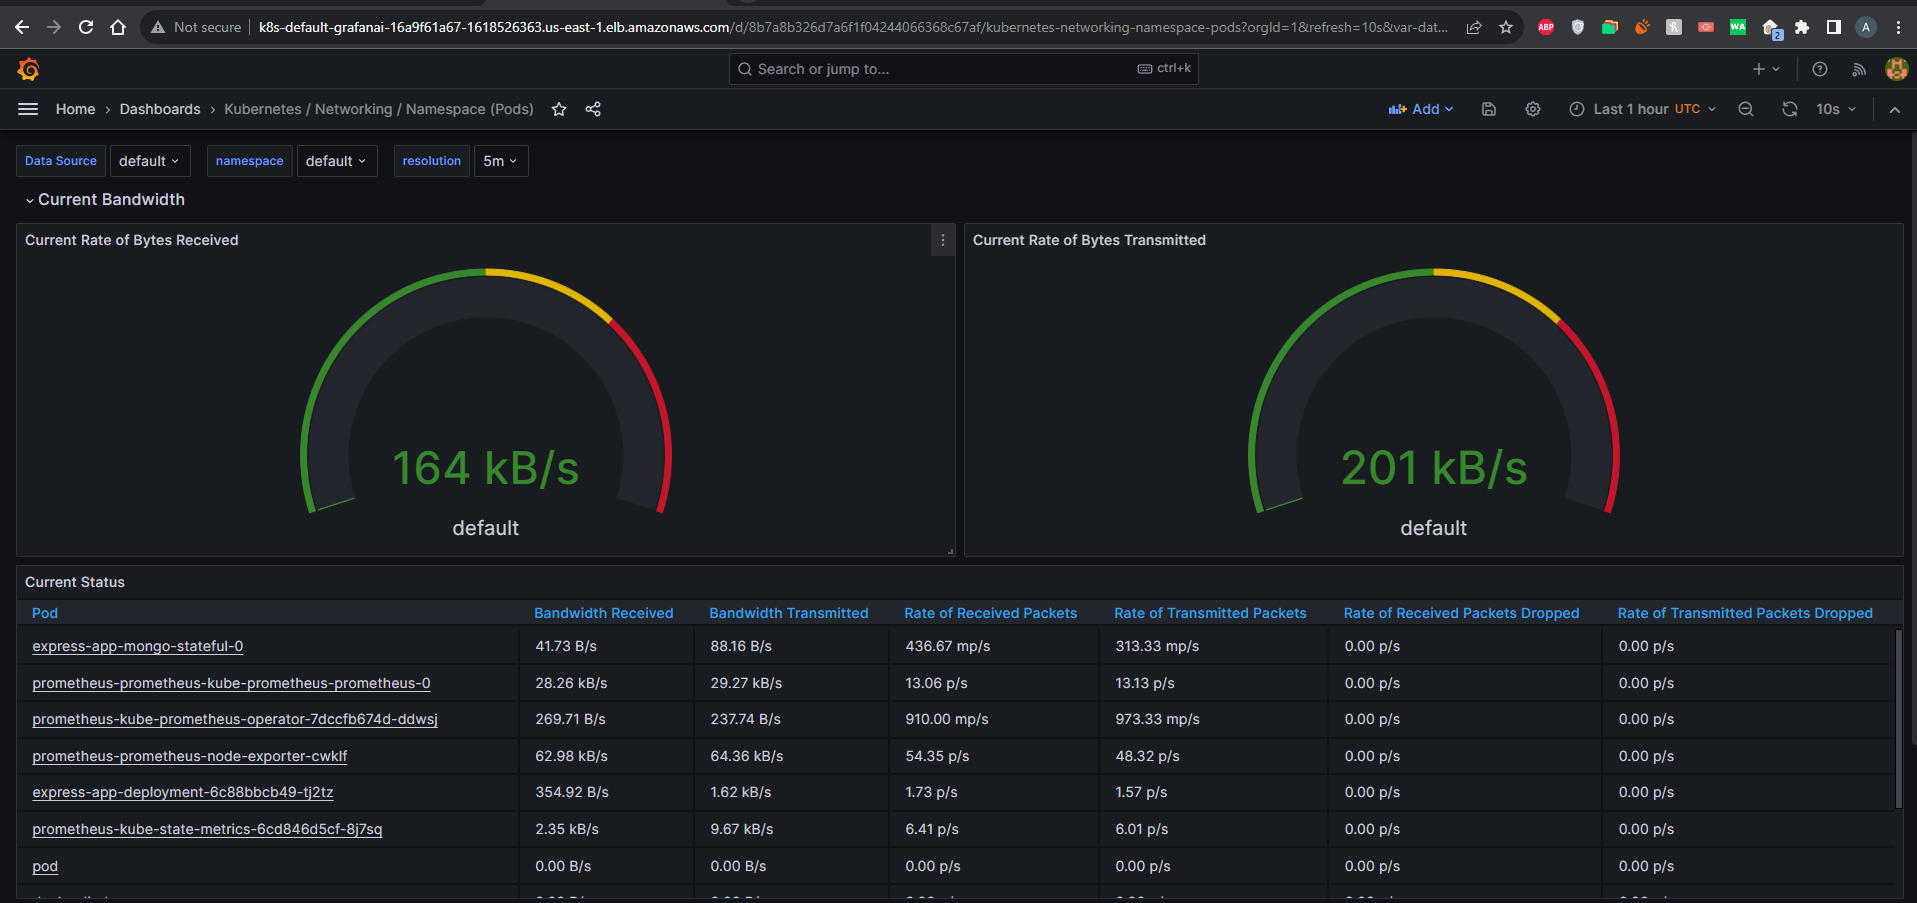 Not secure k8s-default-grafanai-16a9f61a67-1618526363.us-east-1.elb.amazonaws.com/d/8b7a8b326d7a6f1f04244066368c67af/kubernetes-networking-namespace-pods?orgId=1&refresh=10s&var-dat...
ABP
WA
2
A
Search or jump to... ctrl+k
Home › Dashboards › Kubernetes / Networking / Namespace (Pods)
Add
Last 1 hour UTC
10s
Data Source default namespace default resolution 5m
Current Bandwidth
Current Rate of Bytes Received
Current Rate of Bytes Transmitted
164 kB/s
default
201 kB/s
default
Current Status
Pod Bandwidth Received Bandwidth Transmitted Rate of Received Packets Rate of Transmitted Packets Rate of Received Packets Dropped Rate of Transmitted Packets Dropped
express-app-mongo-stateful-0 41.73 B/s 88.16 B/s 436.67 mp/s 313.33 mp/s 0.00 p/s 0.00 p/s
prometheus-prometheus-kube-prometheus-prometheus-0 28.26 kB/s 29.27 kB/s 13.06 p/s 13.13 p/s 0.00 p/s 0.00 p/s
prometheus-kube-prometheus-operator-7dccfb674d-ddwsj 269.71 B/s 237.74 B/s 910.00 mp/s 973.33 mp/s 0.00 p/s 0.00 p/s
prometheus-prometheus-node-exporter-cwklf 62.98 kB/s 64.36 kB/s 54.35 p/s 48.32 p/s 0.00 p/s 0.00 p/s
express-app-deployment-6c88bbcb49-tj2tz 354.92 B/s 1.62 kB/s 1.73 p/s 1.57 p/s 0.00 p/s 0.00 p/s
prometheus-kube-state-metrics-6cd846d5cf-8j7sq 2.35 kB/s 9.67 kB/s 6.41 p/s 6.01 p/s 0.00 p/s 0.00 p/s
pod 0.00 B/s 0.00 B/s 0.00 p/s 0.00 p/s 0.00 p/s 0.00 p/s